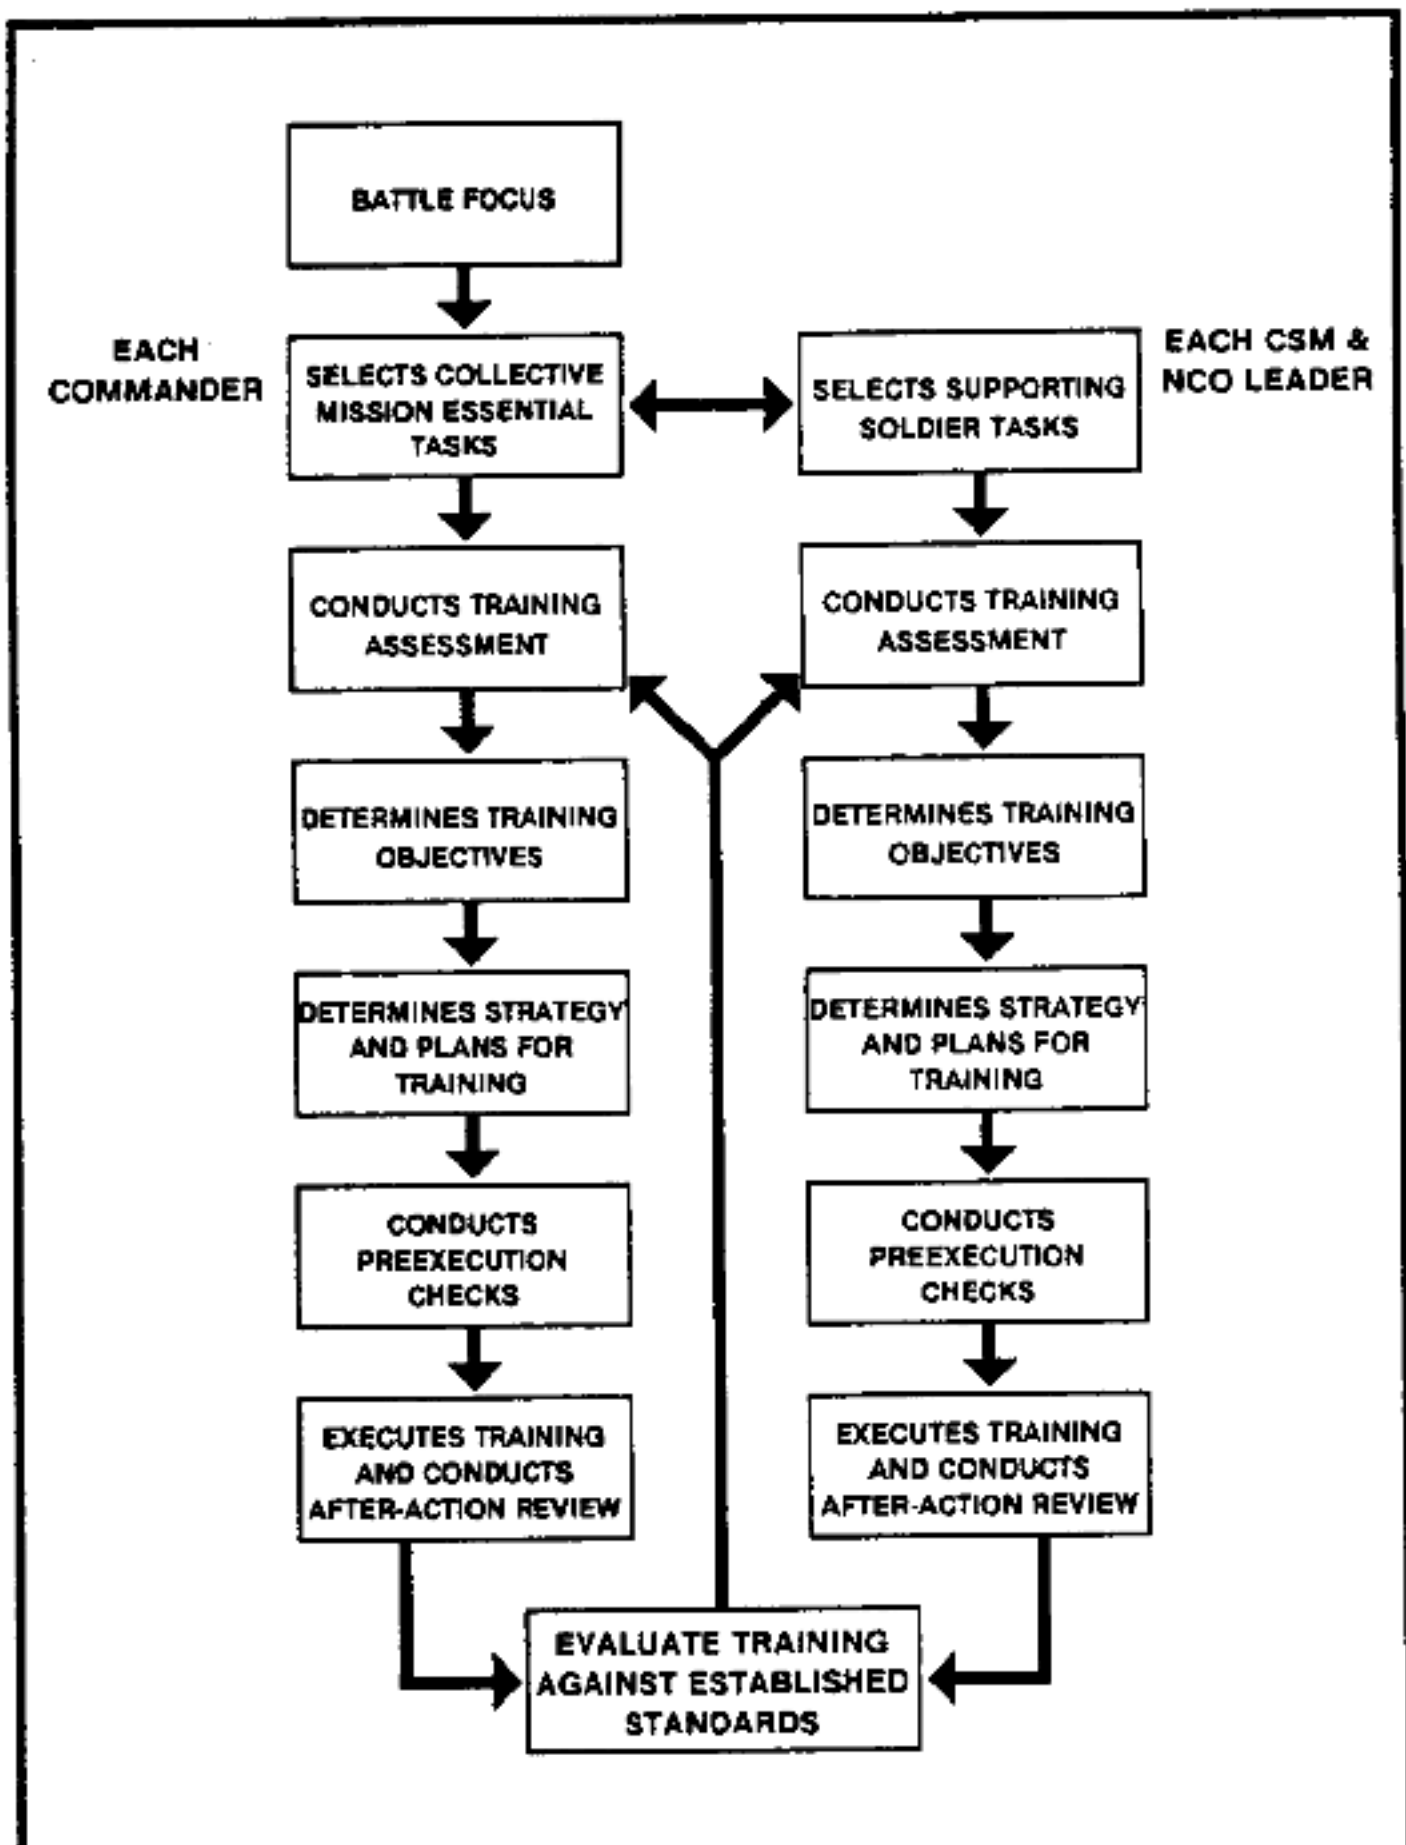 BATTLE FOCUS
EACH
COMMANDER
SELECTS COLLECTIVE
MISSION ESSENTIAL
TASKS
SELECTS SUPPORTING
SOLDIER TASKS
EACH CSM &
NCO LEADER
CONDUCTS TRAINING
ASSESSMENT
CONDUCTS TRAINING
ASSESSMENT
DETERMINES TRAINING
OBJECTIVES
DETERMINES TRAINING
OBJECTIVES
DETERMINES STRATEGY
AND PLANS FOR
TRAINING
DETERMINES STRATEGY
AND PLANS FOR
TRAINING
CONDUCTS
PREEXECUTION
CHECKS
CONDUCTS
PREEXECUTION
CHECKS
EXECUTES TRAINING
AND CONDUCTS
AFTER-ACTION REVIEW
EXECUTES TRAINING
AND CONDUCTS
AFTER-ACTION REVIEW
EVALUATE TRAINING
AGAINST ESTABLISHED
STANDARDS